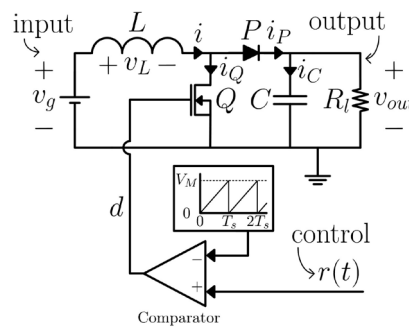 input
output
L
i
P
i_P
+ v_L −
i_Q
i_C
+
v_g
−
Q
C
R_l
+
v_out
−
d
V_M
0
0 T_s 2T_s
−
+
Comparator
control
r(t)